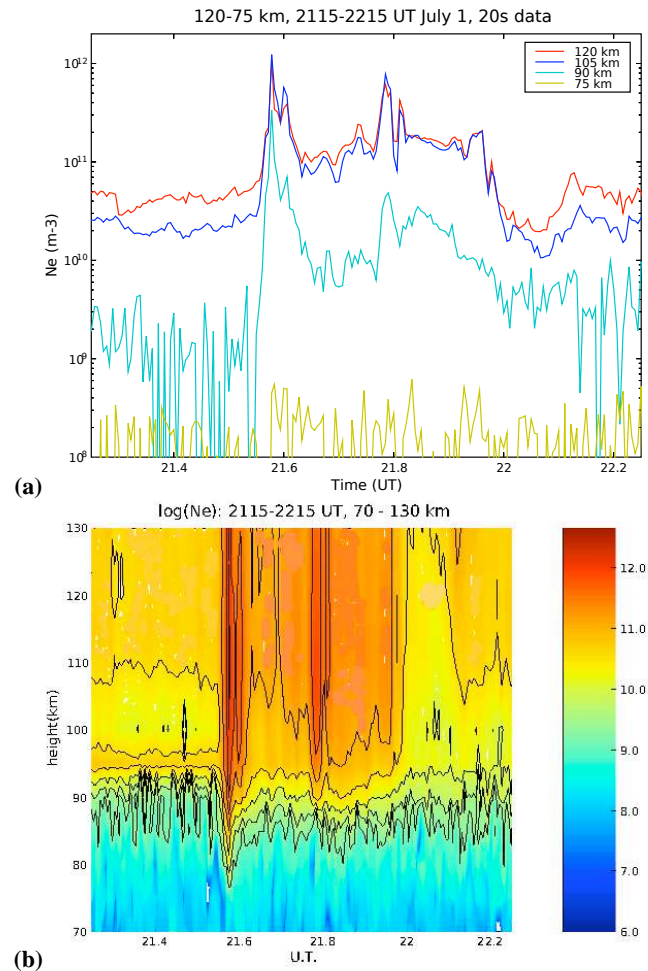 120-75 km, 2115-2215 UT July 1, 20s data
120 km
105 km
90 km
75 km
10^12
10^11
10^10
10^9
10^8
Ne (m-3)
21.4
21.6
21.8
22
22.2
Time (UT)
(a)
log(Ne): 2115-2215 UT, 70 - 130 km
130
120
110
100
90
80
70
height(km)
21.4
21.6
21.8
22
22.2
U.T.
12.0
11.0
10.0
9.0
8.0
7.0
6.0
(b)